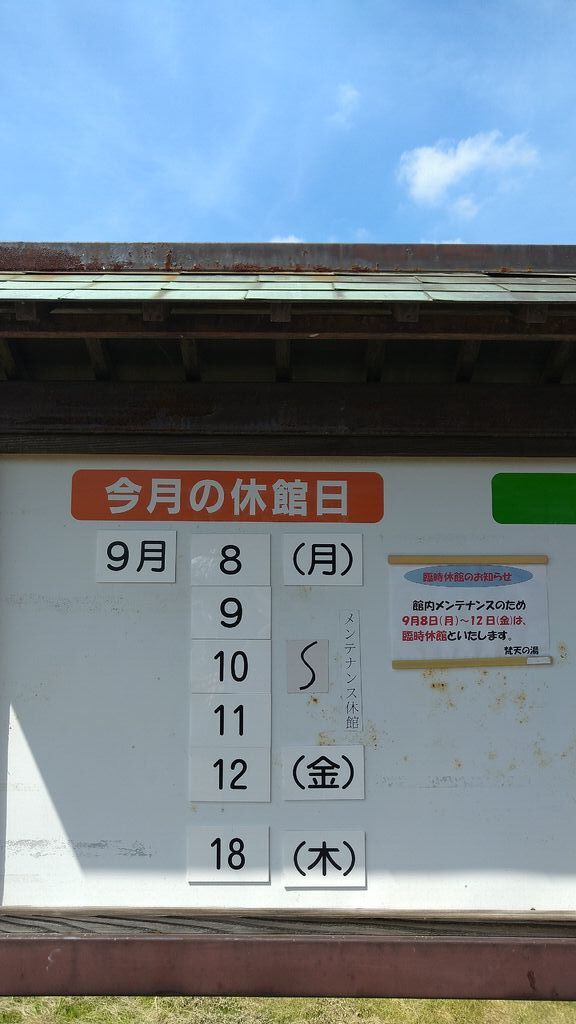 今月の休館日
9月 8 (月)
9
10 〜 メンテナンス休館
11
12 (金)
18 (木)
臨時休館のお知らせ
館内メンテナンスのため
9月8日(月)~12日(金)は、
臨時休館といたします。
梵天の湯